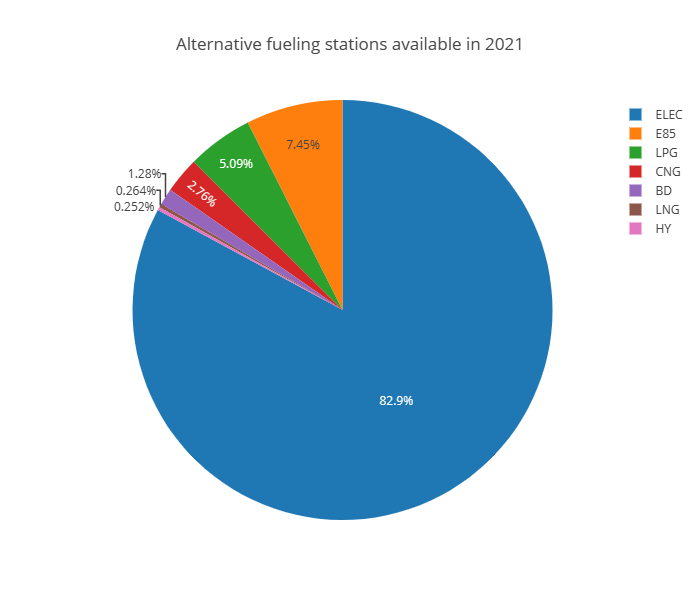 Alternative fueling stations available in 2021
ELEC
E85
LPG
CNG
BD
LNG
HY
7.45%
5.09%
2.76%
1.28%
0.264%
0.252%
82.9%